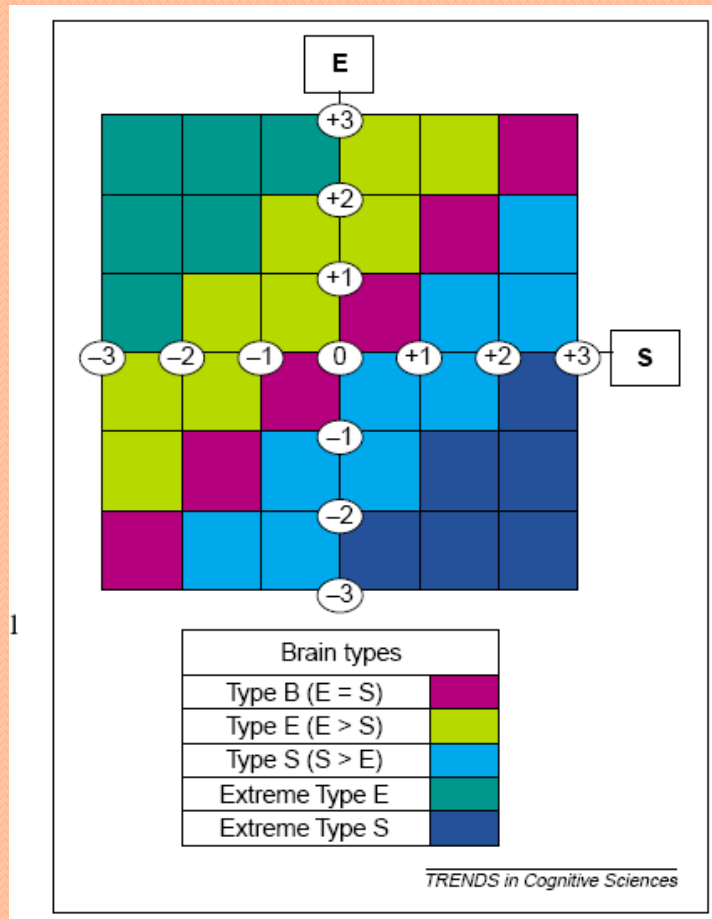 E
+3
+2
+1
–3 –2 –1 0 +1 +2 +3 S
–1
–2
–3
1
Brain types
Type B (E = S)
Type E (E > S)
Type S (S > E)
Extreme Type E
Extreme Type S
TRENDS in Cognitive Sciences